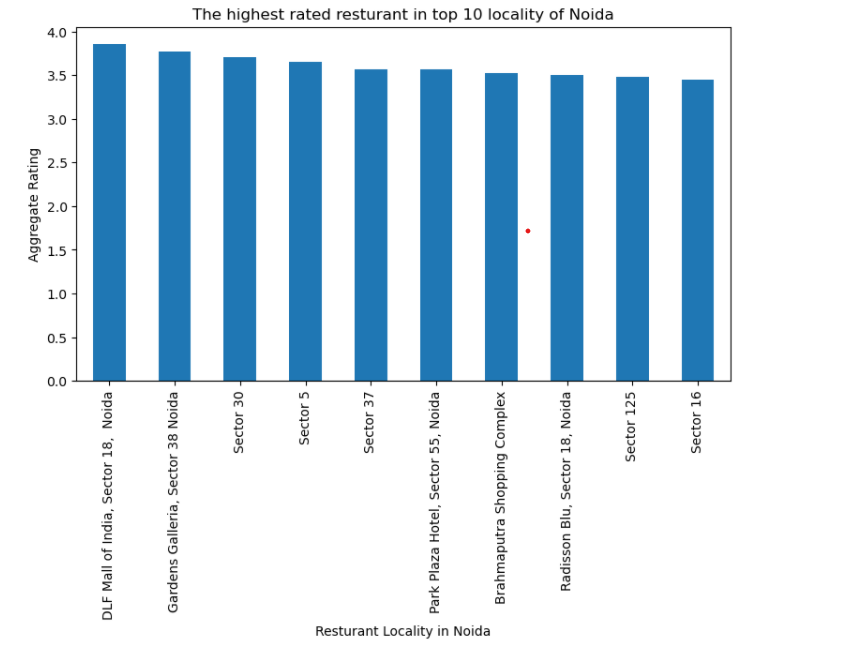 The highest rated resturant in top 10 locality of Noida
Aggregate Rating
4.0
3.5
3.0
2.5
2.0
1.5
1.0
0.5
0.0
DLF Mall of India, Sector 18,  Noida
Gardens Galleria, Sector 38 Noida
Sector 30
Sector 5
Sector 37
Park Plaza Hotel, Sector 55, Noida
Brahmaputra Shopping Complex
Radisson Blu, Sector 18, Noida
Sector 125
Sector 16
Resturant Locality in Noida